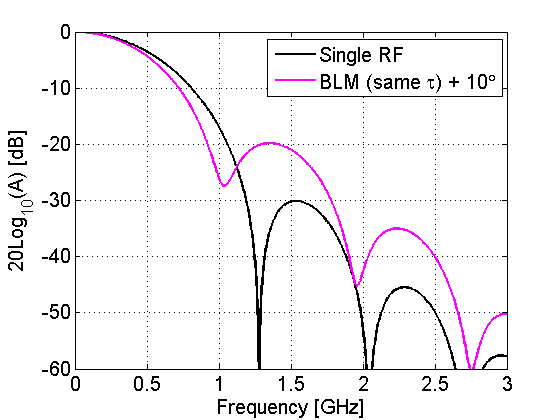 20Log10(A) [dB]
0
-10
-20
-30
-40
-50
-60
Single RF
BLM (same τ) + 10°
0 0.5 1 1.5 2 2.5 3
Frequency [GHz]